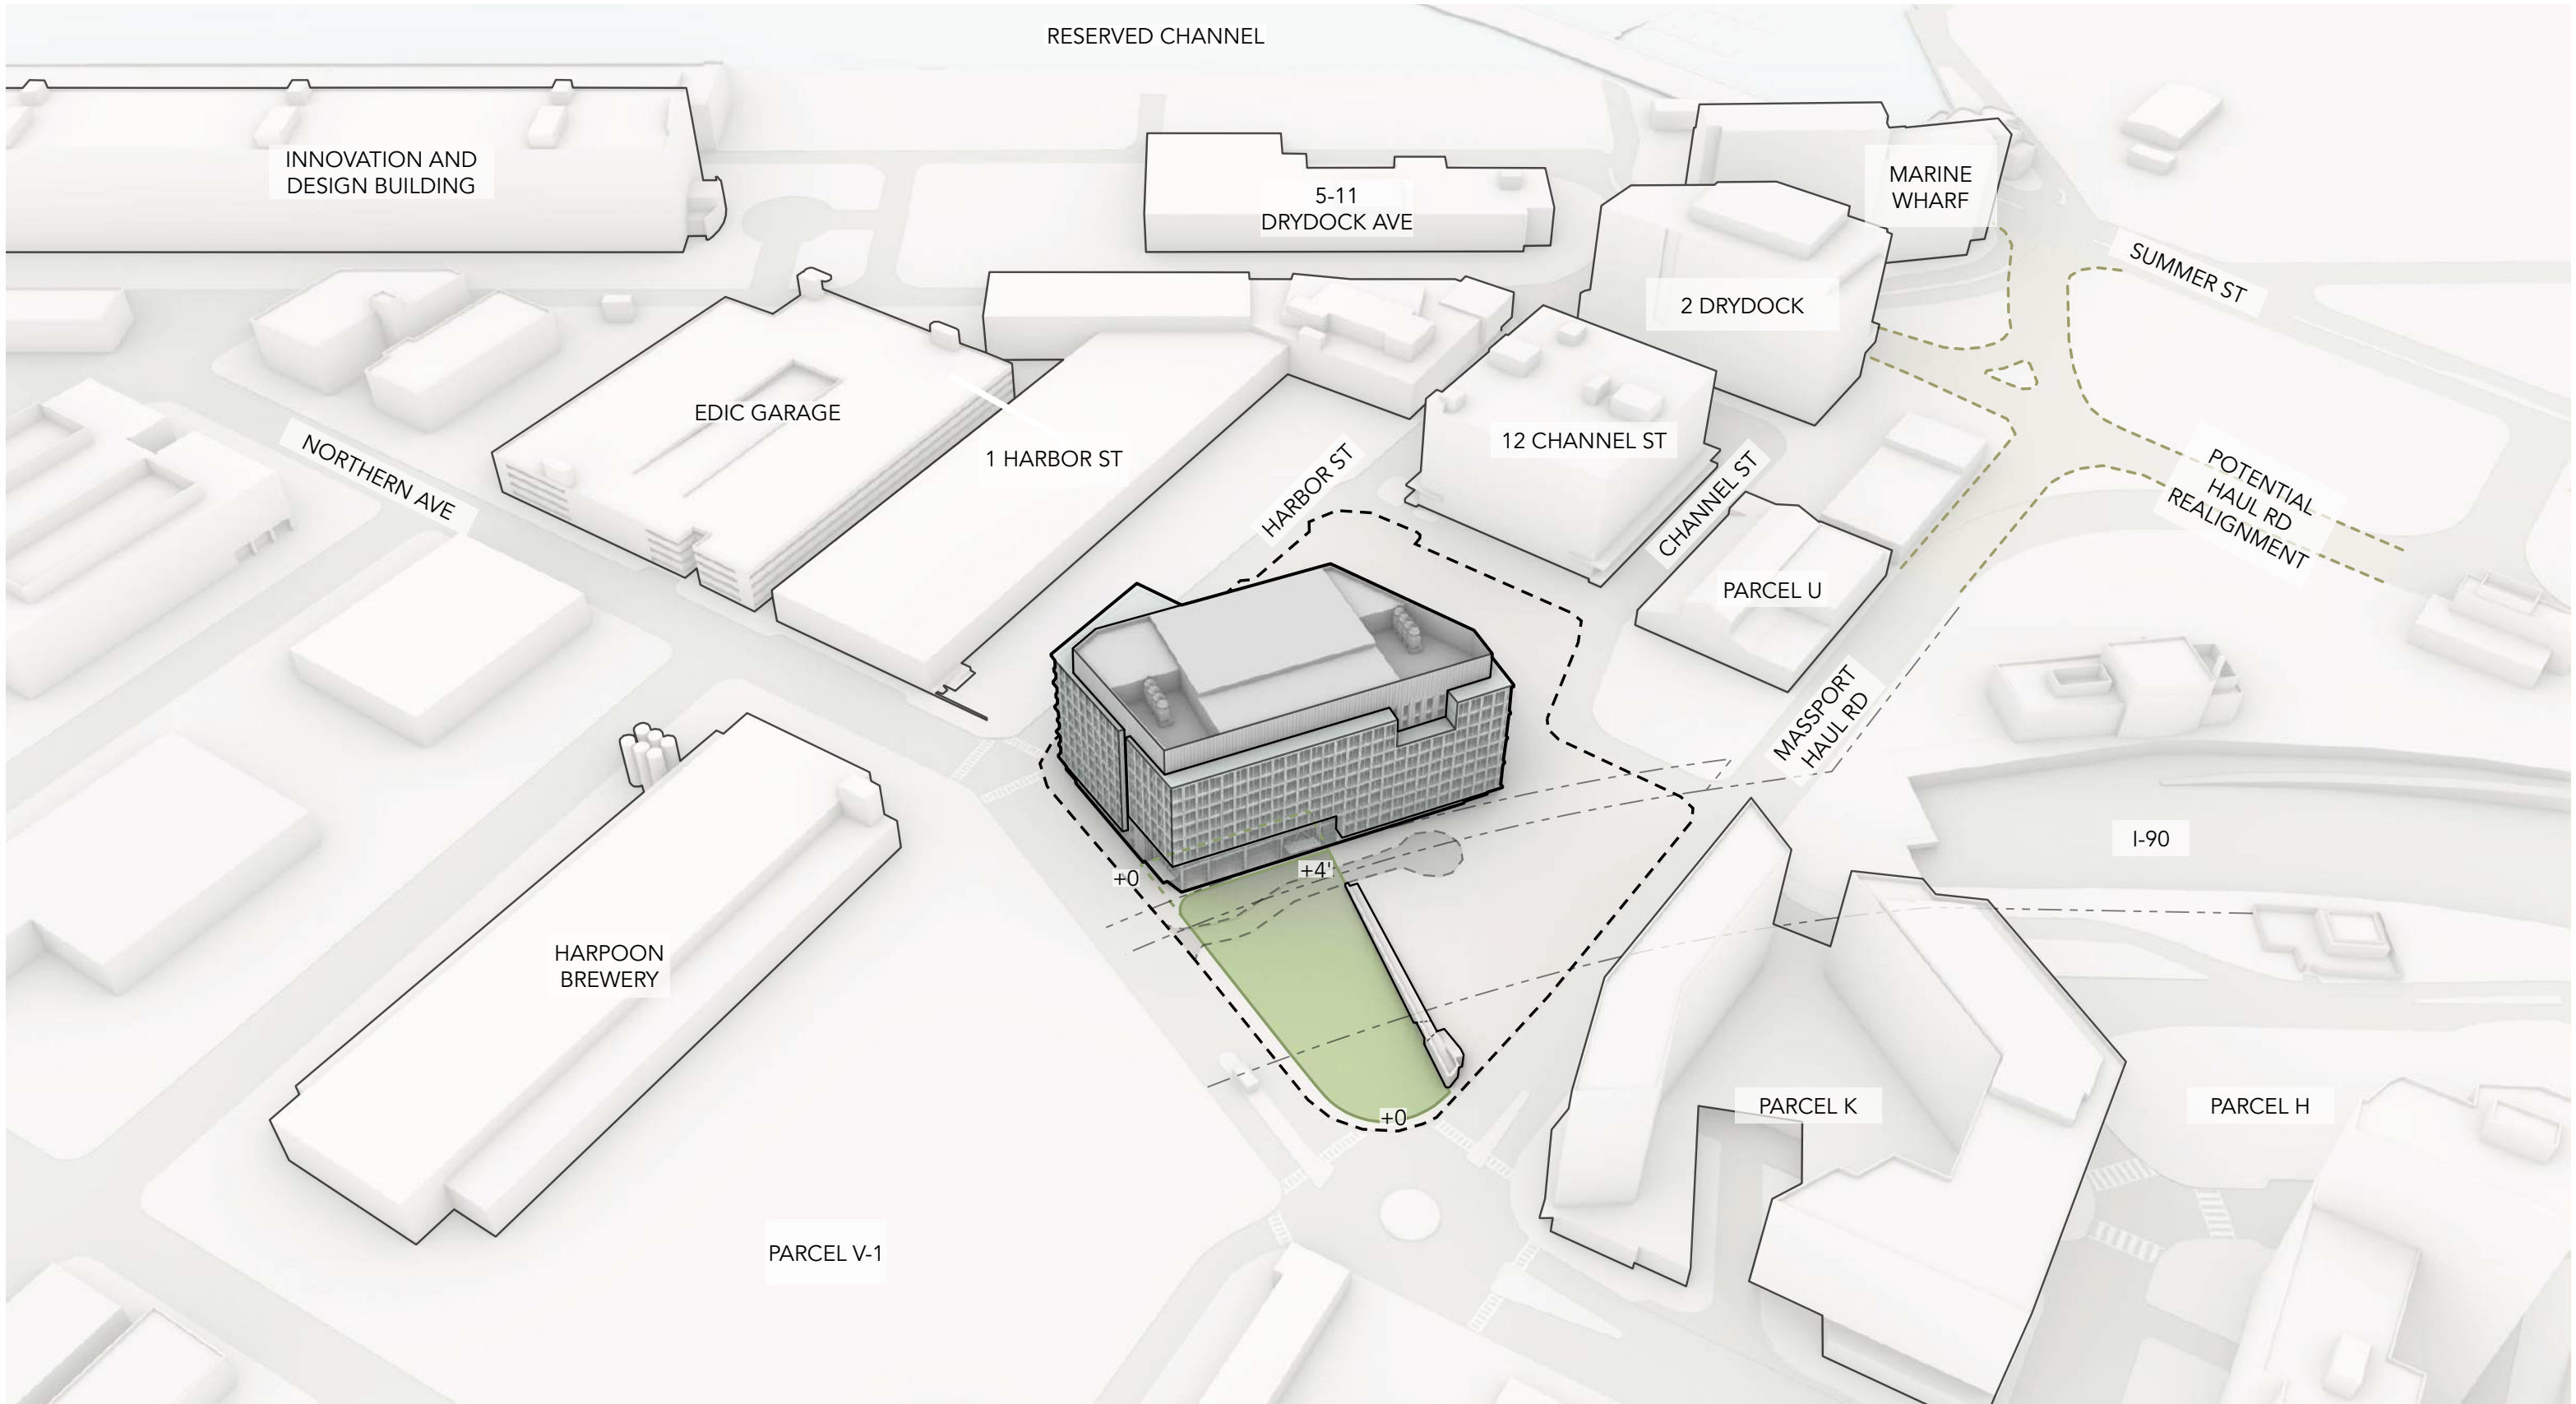 RESERVED CHANNEL
INNOVATION AND
DESIGN BUILDING
5-11
DRYDOCK AVE
MARINE
WHARF
SUMMER ST
2 DRYDOCK
EDIC GARAGE
1 HARBOR ST
12 CHANNEL ST
NORTHERN AVE
HARBOR ST
CHANNEL ST
POTENTIAL
HAUL RD
REALIGNMENT
PARCEL U
MASSPORT
HAUL RD
I-90
+0
+4'
HARPOON
BREWERY
+0
PARCEL K
PARCEL H
PARCEL V-1